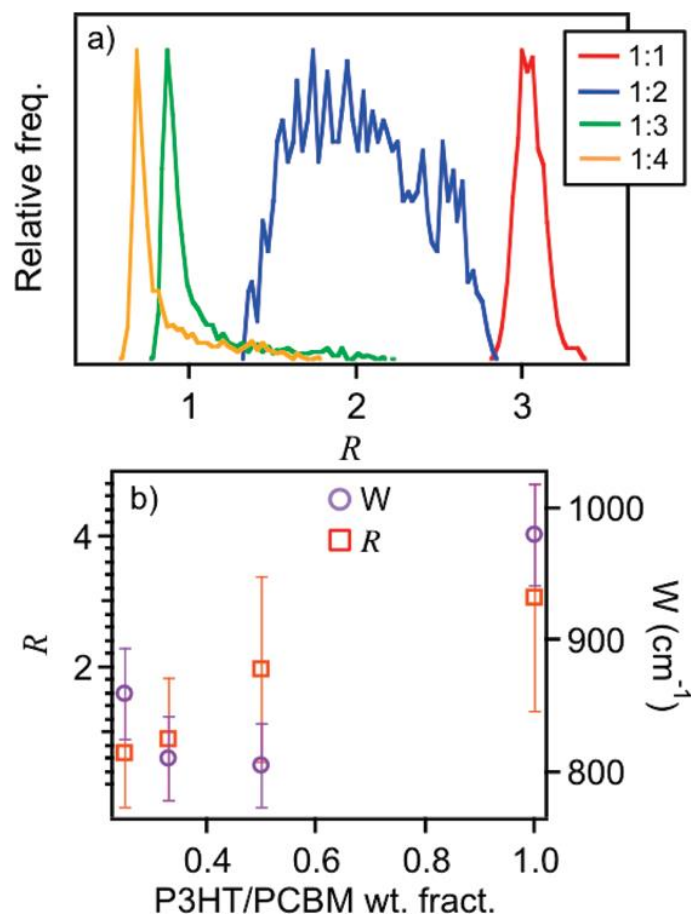 a)
1:1
1:2
1:3
1:4
Relative freq.
1 2 3
R
b)
W
R
4
2
R
1000
900
800
W (cm⁻¹)
0.4 0.6 0.8 1.0
P3HT/PCBM wt. fract.